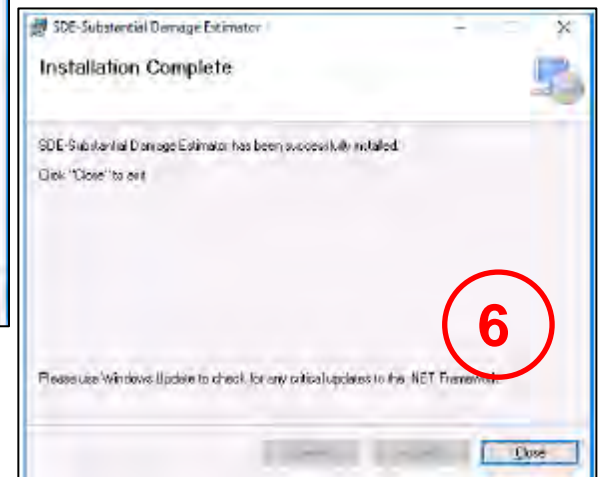 SDE-Substantial Damage Estimator
Installation Complete
SDE-Substantial Damage Estimator has been successfully installed.
Click "Close" to exit
6
Please use Windows Update to check for any critical updates to the .NET Framework.
Close